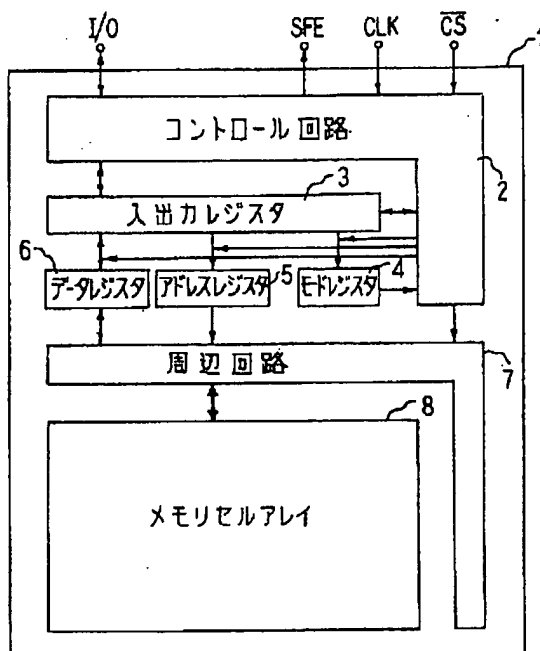 I/O SFE CLK C̅S̅
1
コントロール回路
2
3
入出力レジスタ
6 5 4
データレジスタ アドレスレジスタ モードレジスタ
周辺回路
7
8
メモリセルアレイ